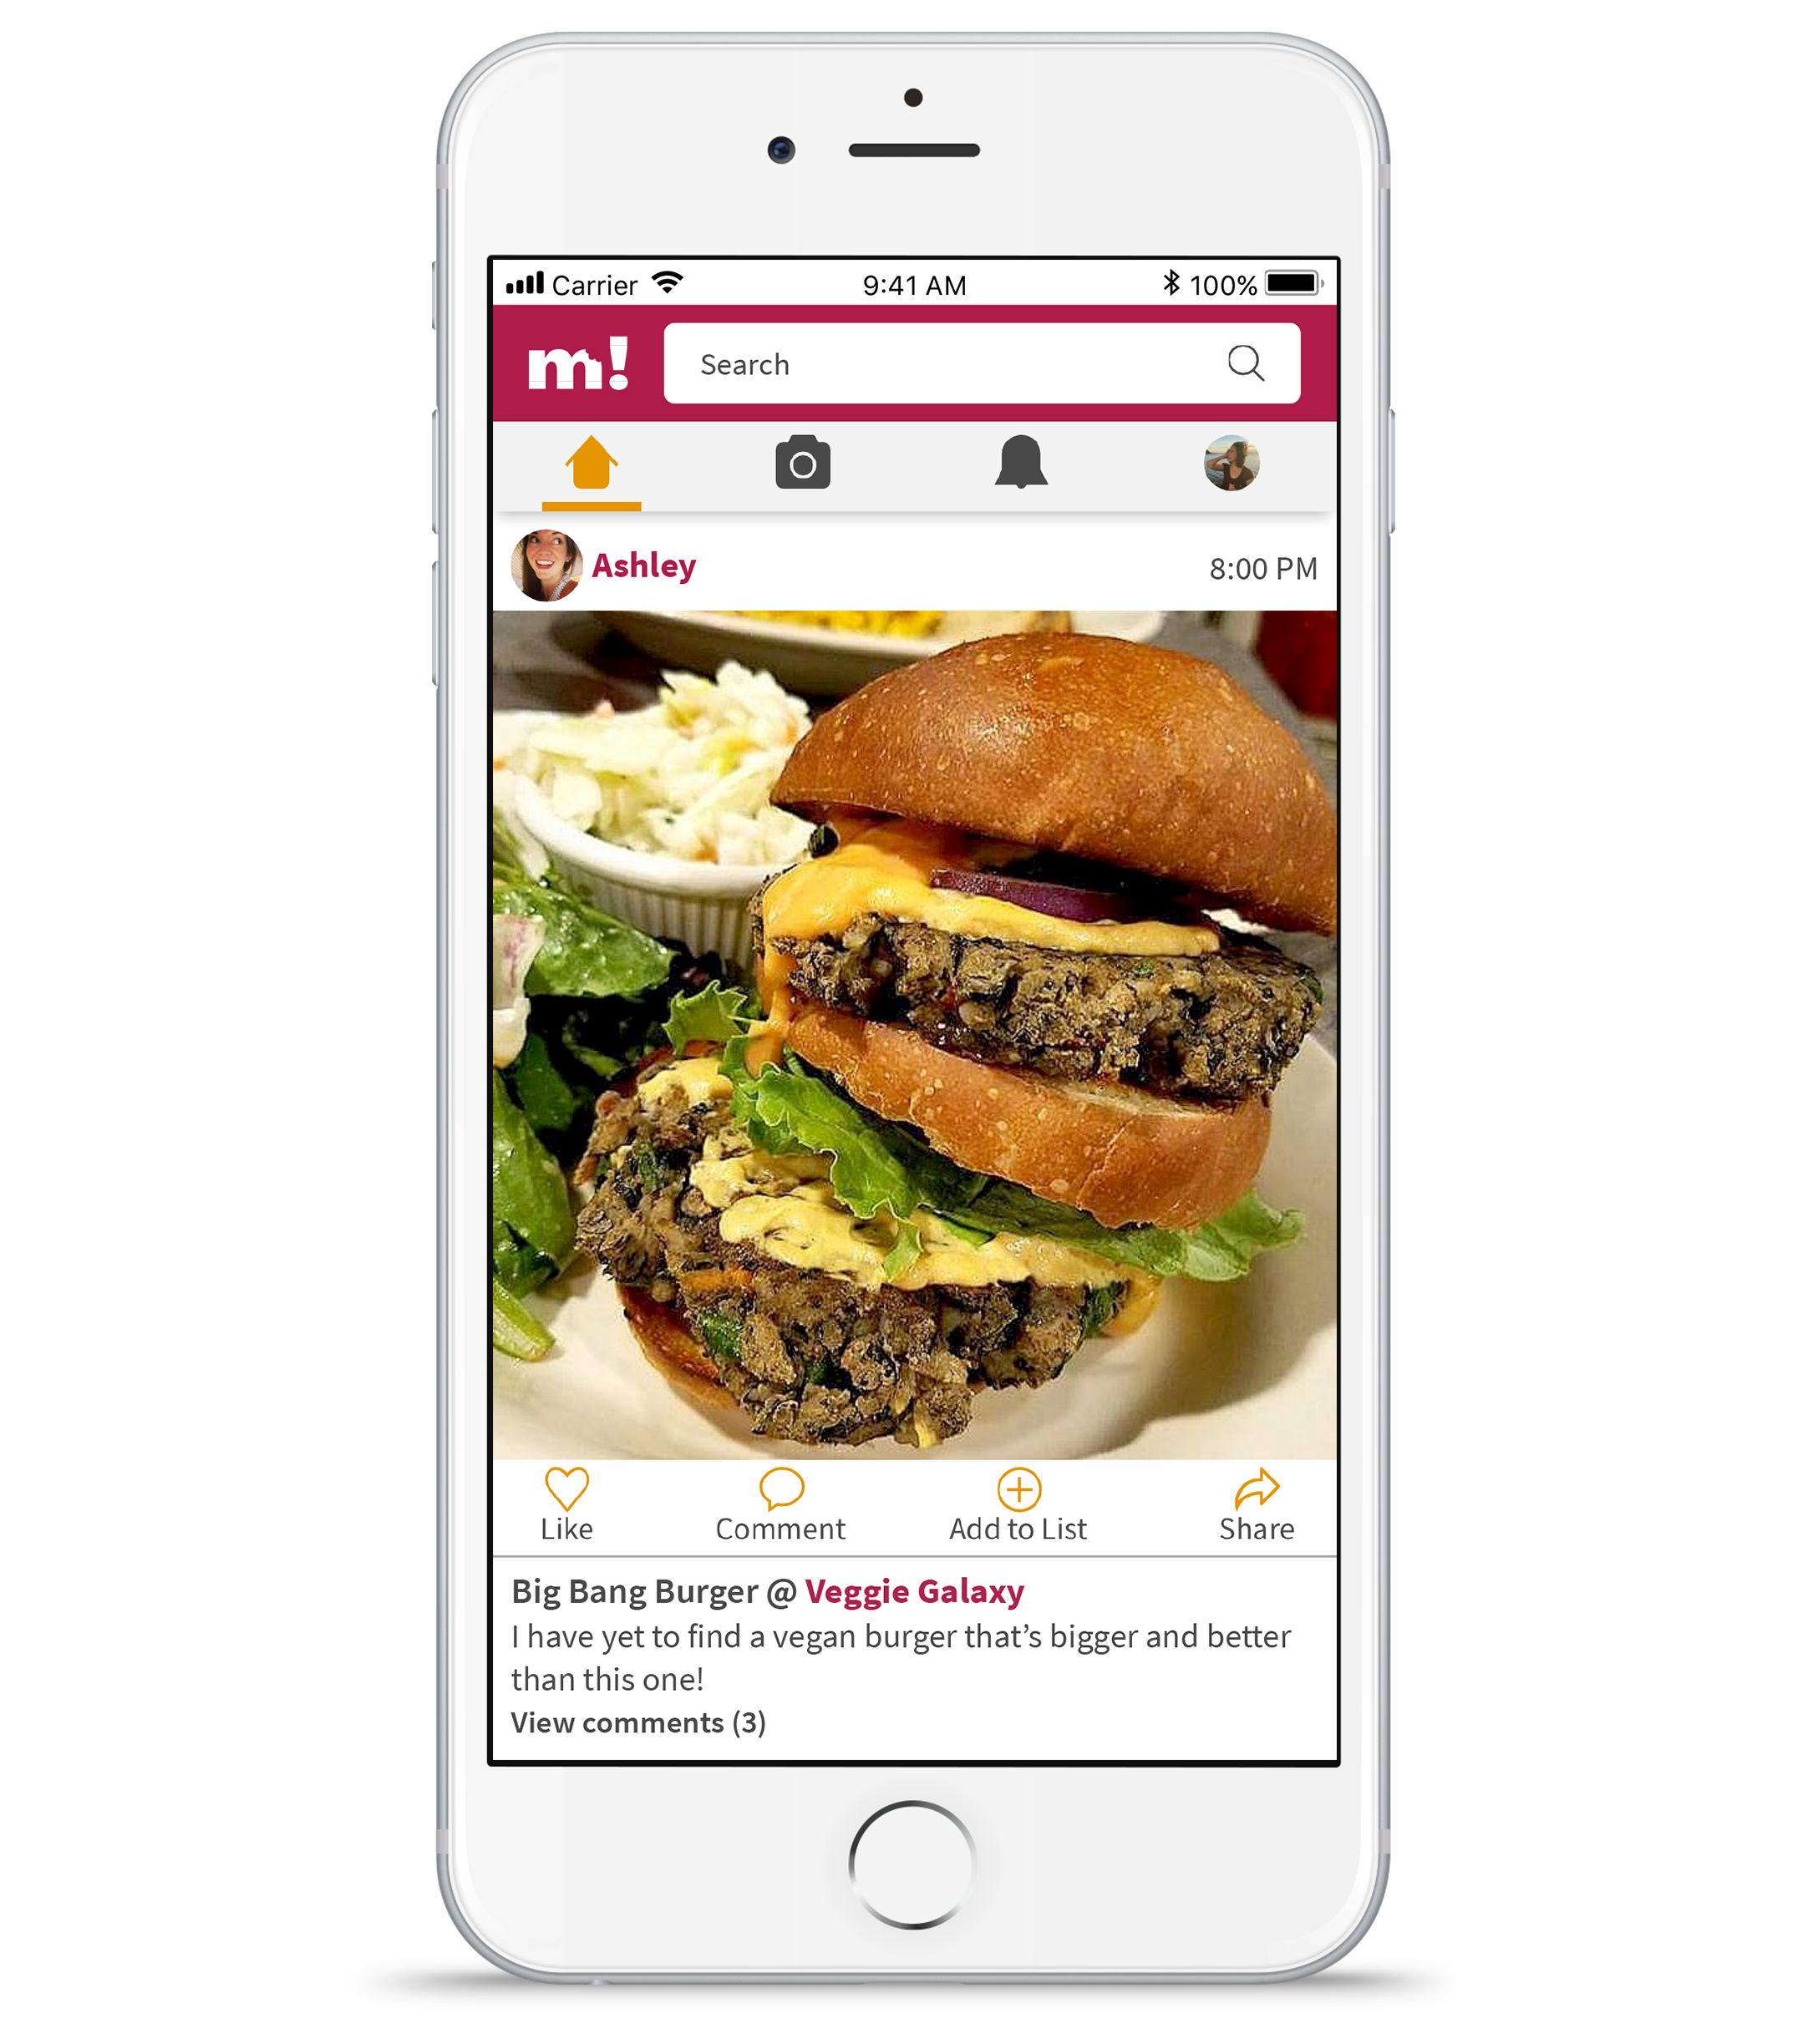 Carrier 9:41 AM 100%
m! Search
Ashley 8:00 PM
Like Comment Add to List Share
Big Bang Burger @ Veggie Galaxy
I have yet to find a vegan burger that’s bigger and better
than this one!
View comments (3)